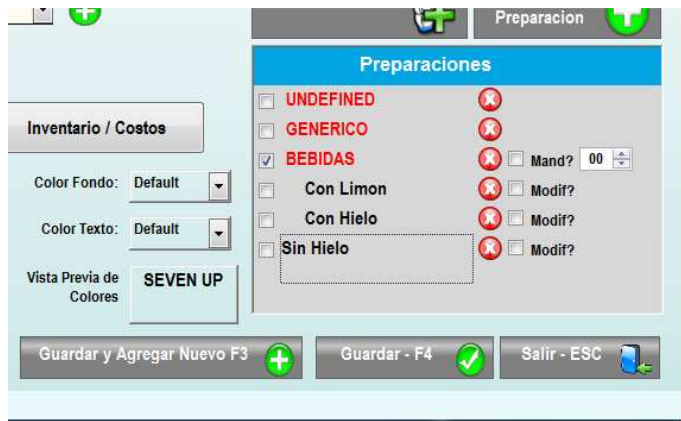 Preparacion
Preparaciones
UNDEFINED
GENERICO
BEBIDAS Mand? 00
Con Limon Modif?
Con Hielo Modif?
Sin Hielo Modif?
Inventario / Costos
Color Fondo: Default
Color Texto: Default
Vista Previa de
Colores
SEVEN UP
Guardar y Agregar Nuevo F3
Guardar - F4
Salir - ESC